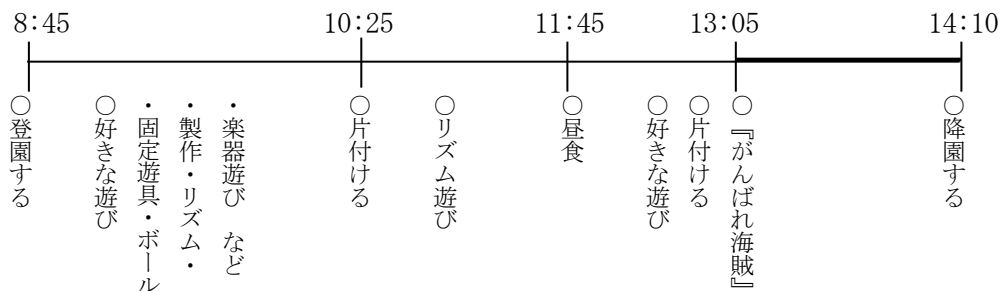 8:45
10:25
11:45
13:05
14:10
○登園する
○好きな遊び
・固定遊具・ボール
・製作・リズム・
・楽器遊び など
○片付ける
○リズム遊び
○昼食
○好きな遊び
○片付ける
○『がんばれ海賊』
○降園する